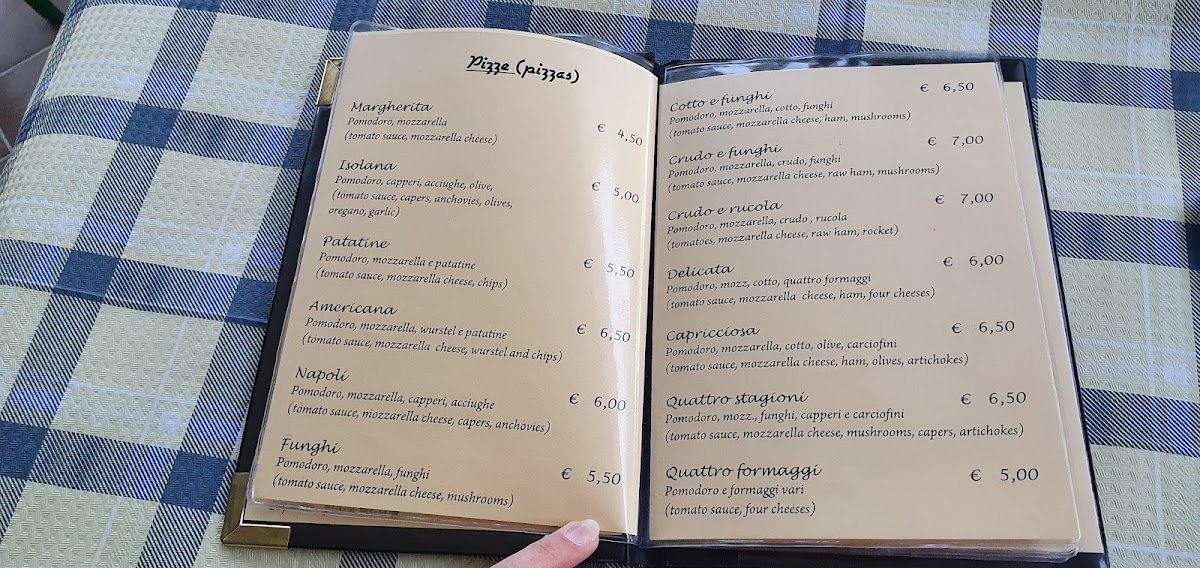 Pizze (pizzas)
Margherita
Pomodoro, mozzarella
(tomato sauce, mozzarella cheese)
€ 4,50
Isolana
Pomodoro, capperi, acciughe, olive,
(tomato sauce, capers, anchovies, olives,
oregano, garlic)
€ 5,00
Patatine
Pomodoro, mozzarella e patatine
(tomato sauce, mozzarella cheese, chips)
€ 5,50
Americana
Pomodoro, mozzarella, wurstel e patatine
(tomato sauce, mozzarella cheese, wurstel and chips)
€ 6,50
Napoli
Pomodoro, mozzarella, capperi, acciughe
(tomato sauce, mozzarella cheese, capers, anchovies)
€ 6,00
Funghi
Pomodoro, mozzarella, funghi
(tomato sauce, mozzarella cheese, mushrooms)
€ 5,50
Cotto e funghi
Pomodoro, mozzarella, cotto, funghi
(tomato sauce, mozzarella cheese, ham, mushrooms)
€ 6,50
Crudo e funghi
Pomodoro, mozzarella, crudo, funghi
(tomato sauce, mozzarella cheese, raw ham, mushrooms)
€ 7,00
Crudo e rucola
Pomodoro, mozzarella, crudo , rucola
(tomatoes, mozzarella cheese, raw ham, rocket)
€ 7,00
Delicata
Pomodoro, mozz, cotto, quattro formaggi
(tomato sauce, mozzarella cheese, ham, four cheeses)
€ 6,00
Capricciosa
Pomodoro, mozzarella, cotto, olive, carciofini
(tomato sauce, mozzarella cheese, ham, olives, artichokes)
€ 6,50
Quattro stagioni
Pomodoro, mozz., funghi, capperi e carciofini
(tomato sauce, mozzarella cheese, mushrooms, capers, artichokes)
€ 6,50
Quattro formaggi
Pomodoro e formaggi vari
(tomato sauce, four cheeses)
€ 5,00